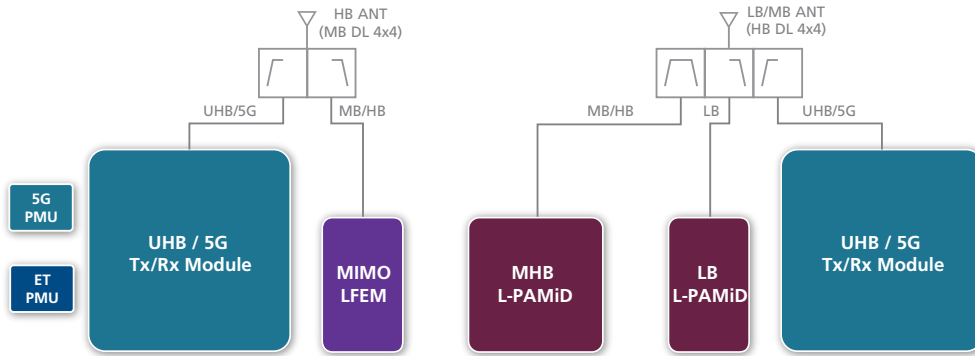 HB ANT
(MB DL 4x4)
LB/MB ANT
(HB DL 4x4)
UHB/5G
MB/HB
MB/HB
LB
UHB/5G
5G
PMU
ET
PMU
UHB / 5G
Tx/Rx Module
MIMO
LFEM
MHB
L-PAMiD
LB
L-PAMiD
UHB / 5G
Tx/Rx Module